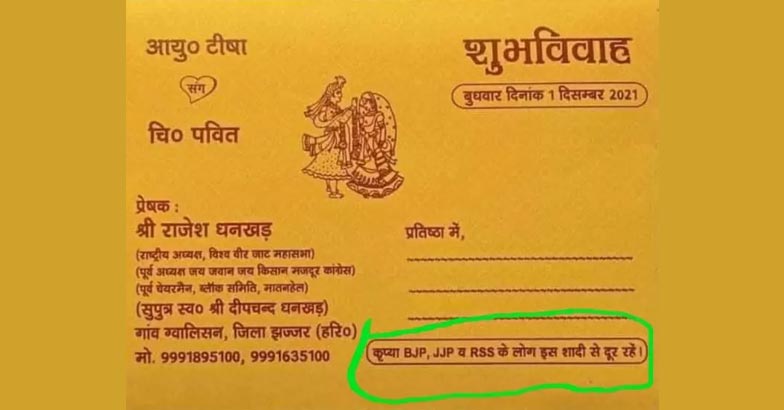 आयु० टीषा
संग
चि० पवित
शुभविवाह
बुधवार दिनांक 1 दिसम्बर 2021
प्रेषक :
श्री राजेश धनखड़
(राष्ट्रीय अध्यक्ष, विश्व वीर जाट महासभा)
(पूर्व अध्यक्ष जय जवान जय किसान मजदूर कांग्रेस)
(पूर्व चेयरमैन, ब्लॉक समिति, मातनहेल)
(सुपुत्र स्व० श्री दीपचन्द धनखड़)
गांव ग्वालिसन, जिला झज्जर (हरि०)
मो. 9991895100, 9991635100
प्रतिष्ठा में,
कृप्या BJP, JJP व RSS के लोग इस शादी से दूर रहें।